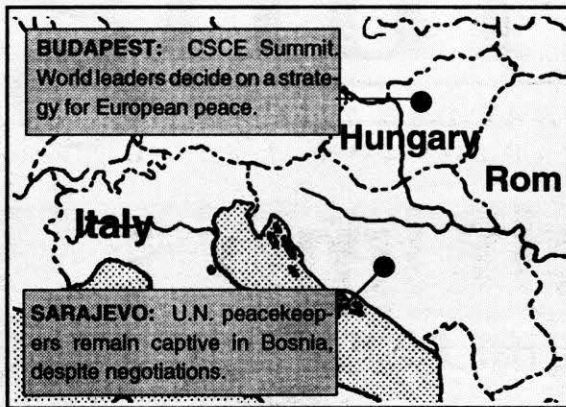 BUDAPEST: CSCE Summit.
World leaders decide on a strate-
gy for European peace.
Hungary
Rom
Italy
SARAJEVO: U.N. peacekeep-
ers remain captive in Bosnia,
despite negotiations.